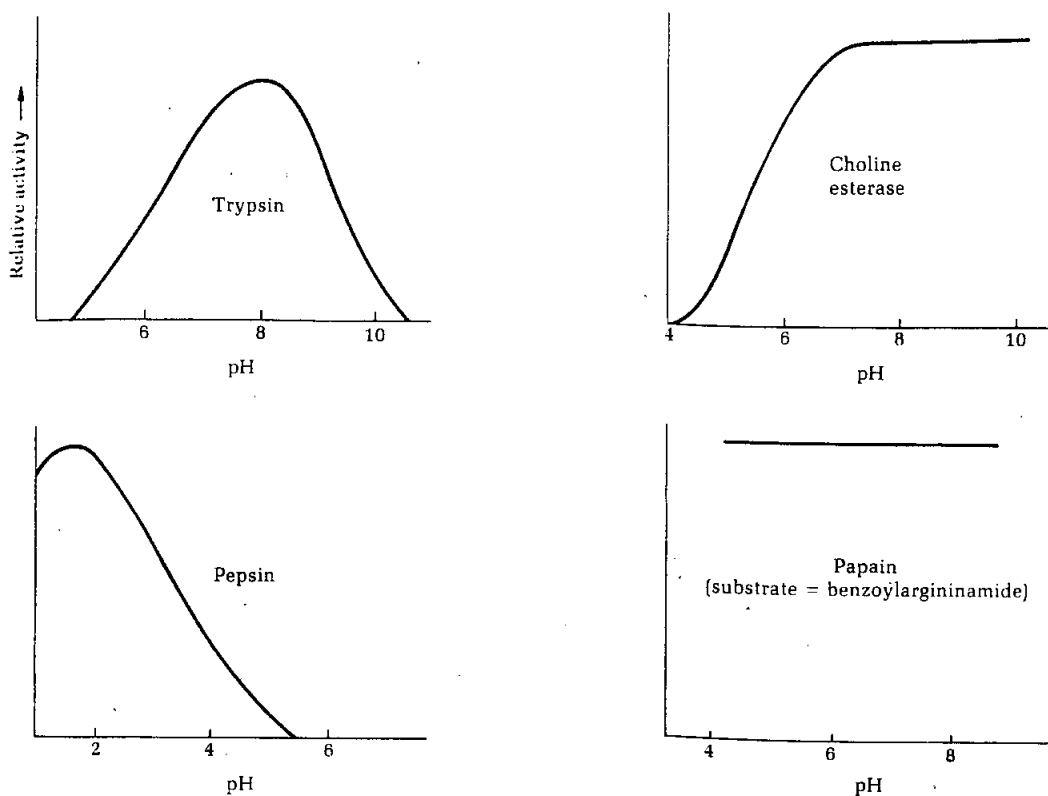 Relative activity →
Trypsin
6 8 10
pH
Choline
esterase
4 6 8 10
pH
Pepsin
2 4 6
pH
Papain
(substrate = benzoylargininamide)
4 6 8
pH